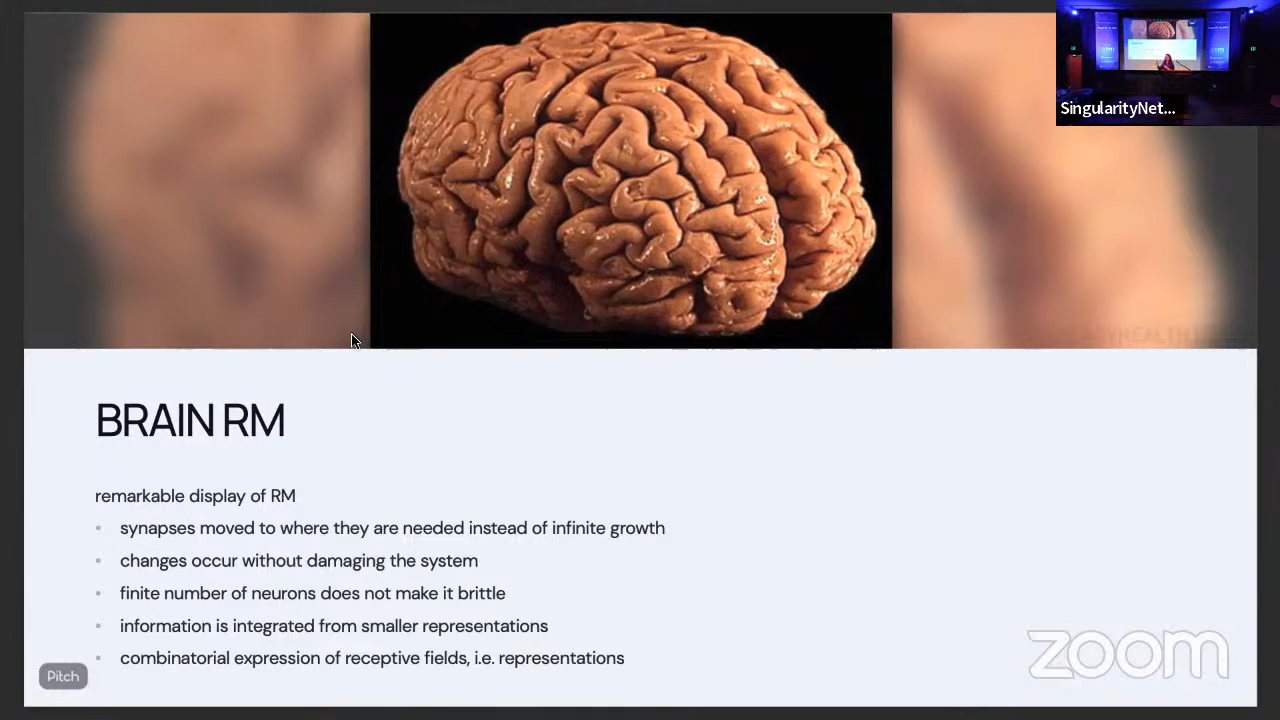 SingularityNet...
BRAIN RM
remarkable display of RM
• synapses moved to where they are needed instead of infinite growth
• changes occur without damaging the system
• finite number of neurons does not make it brittle
• information is integrated from smaller representations
• combinatorial expression of receptive fields, i.e. representations
Pitch
zoom